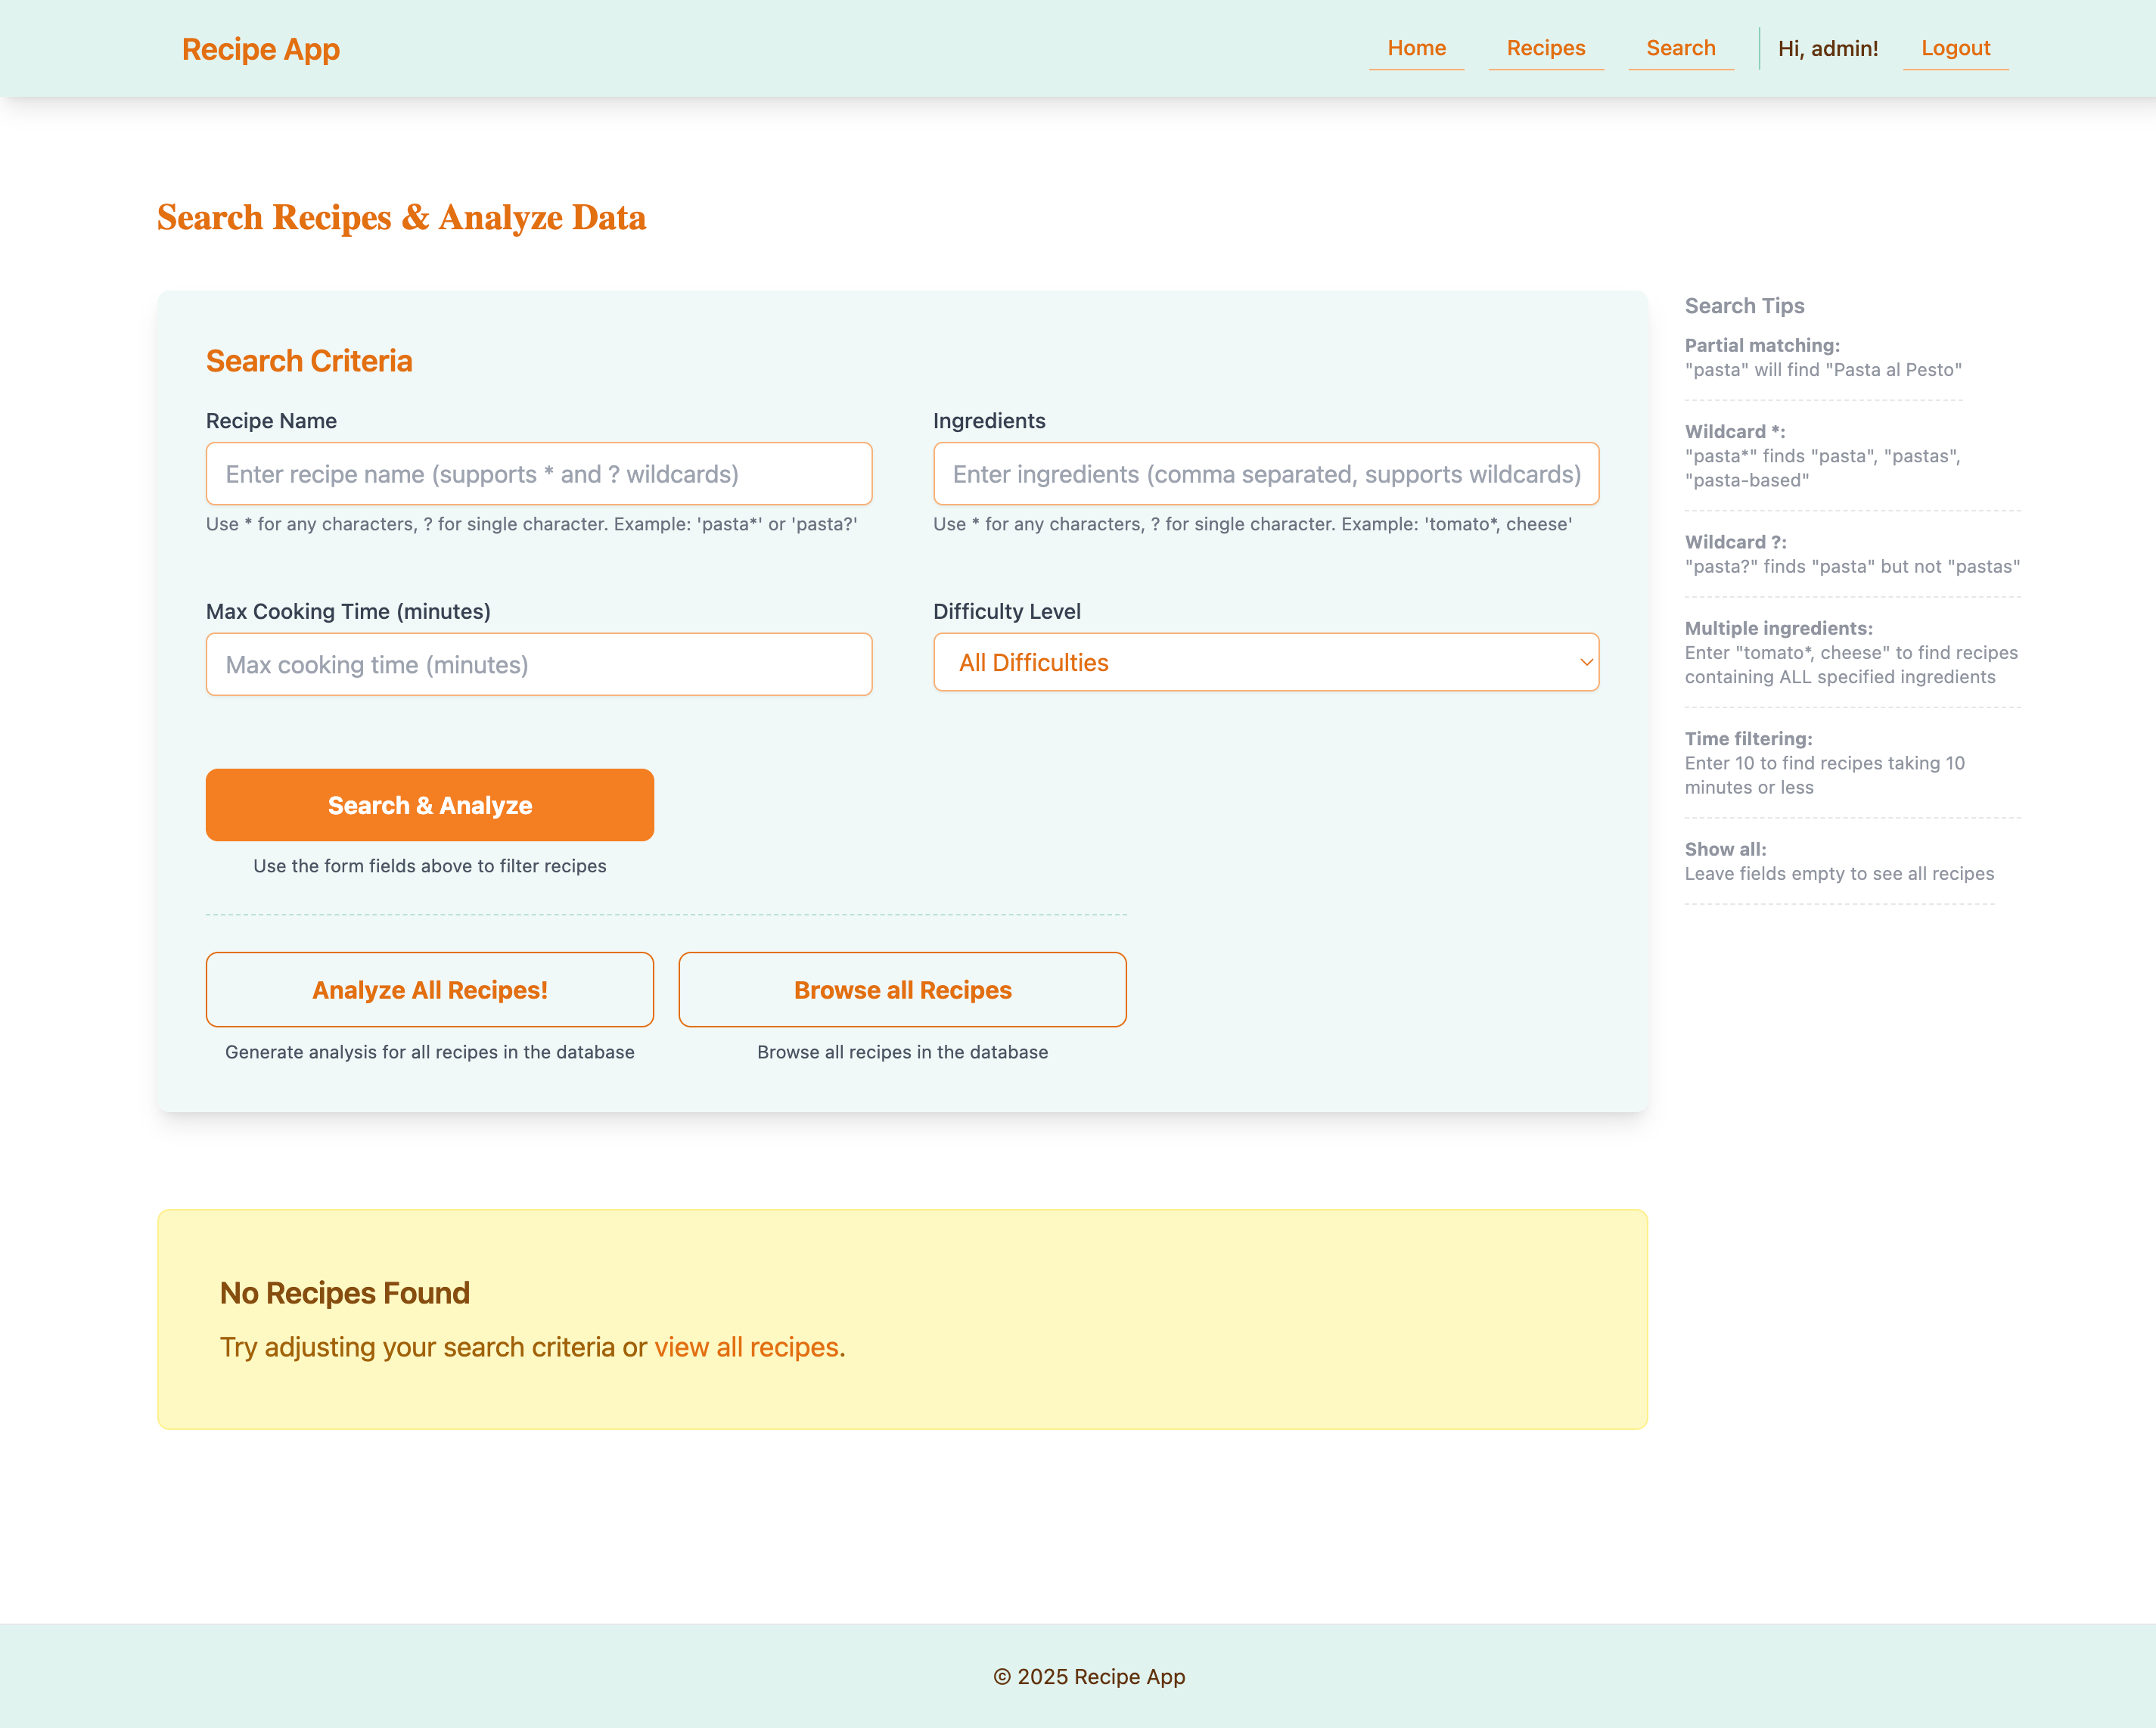 Recipe App
Home
Recipes
Search
Hi, admin!
Logout
Search Recipes & Analyze Data
Search Criteria
Recipe Name
Enter recipe name (supports * and ? wildcards)
Use * for any characters, ? for single character. Example: 'pasta*' or 'pasta?'
Ingredients
Enter ingredients (comma separated, supports wildcards)
Use * for any characters, ? for single character. Example: 'tomato*, cheese'
Max Cooking Time (minutes)
Max cooking time (minutes)
Difficulty Level
All Difficulties
Search & Analyze
Use the form fields above to filter recipes
Analyze All Recipes!
Generate analysis for all recipes in the database
Browse all Recipes
Browse all recipes in the database
Search Tips
Partial matching:
"pasta" will find "Pasta al Pesto"
Wildcard *:
"pasta*" finds "pasta", "pastas",
"pasta-based"
Wildcard ?:
"pasta?" finds "pasta" but not "pastas"
Multiple ingredients:
Enter "tomato*, cheese" to find recipes
containing ALL specified ingredients
Time filtering:
Enter 10 to find recipes taking 10
minutes or less
Show all:
Leave fields empty to see all recipes
No Recipes Found
Try adjusting your search criteria or view all recipes.
© 2025 Recipe App